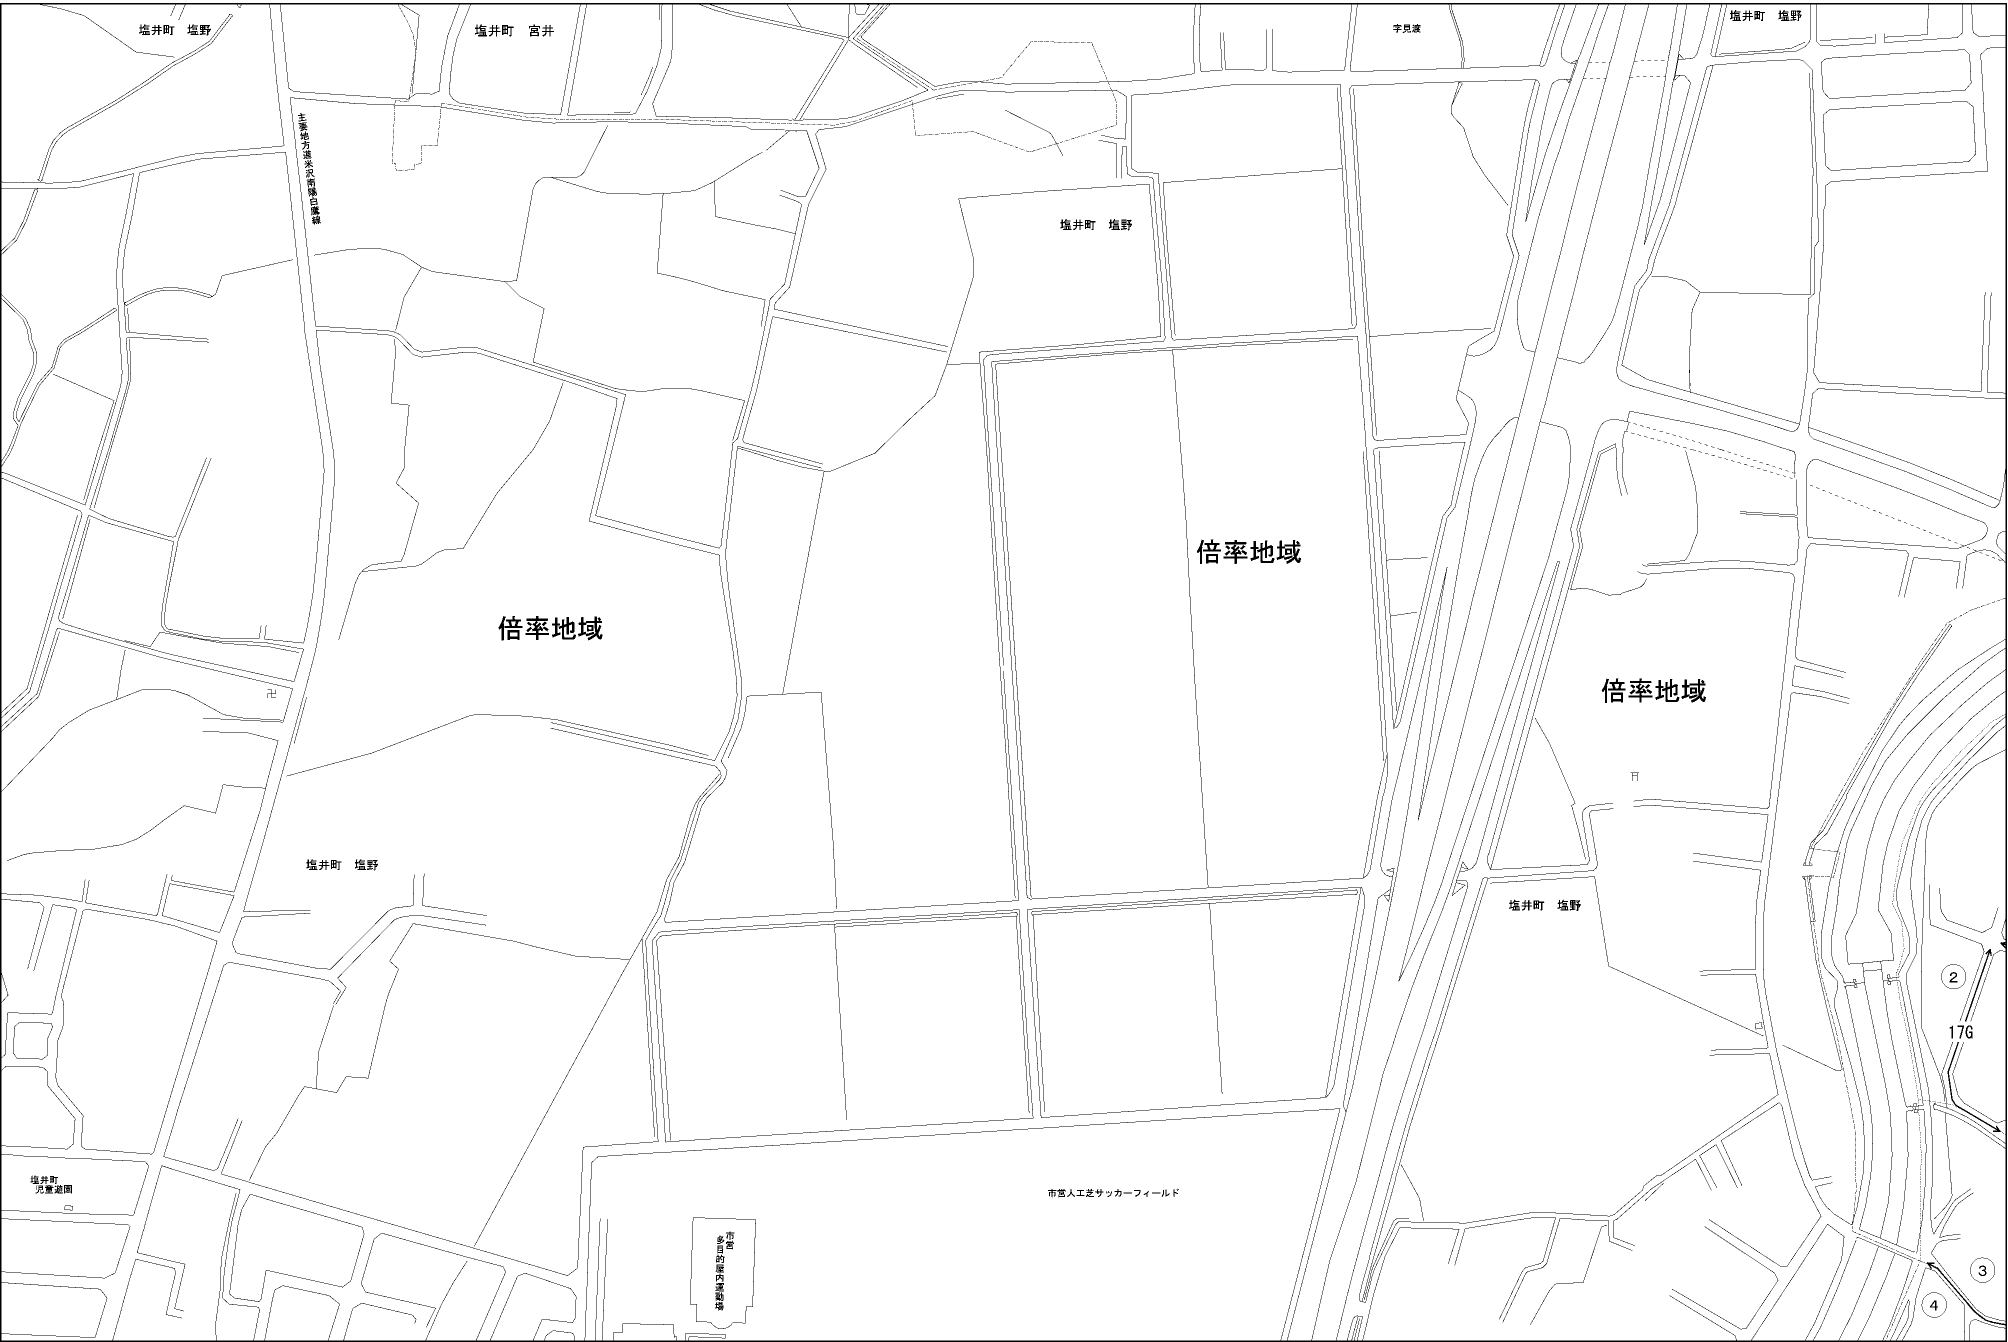 塩井町　塩野
塩井町　宮井
字見渡
塩井町　塩野
主要地方道米沢南陽白鷹線
塩井町　塩野
倍率地域
倍率地域
倍率地域
塩井町　塩野
塩井町　塩野
②
17G
塩井町
児童遊園
市営人工芝サッカーフィールド
市営
多目的屋内運動場
③
④